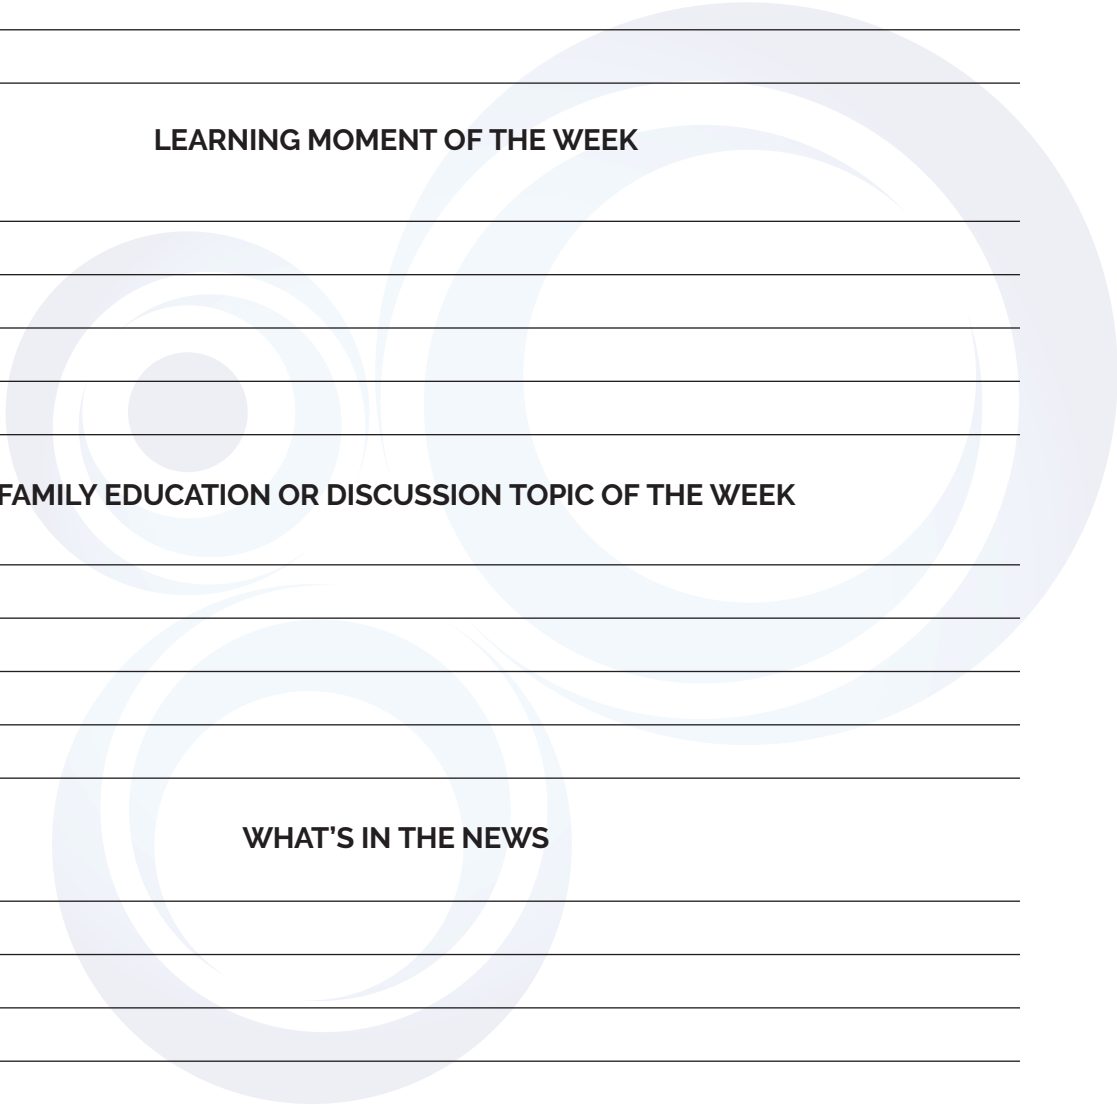 LEARNING MOMENT OF THE WEEK
FAMILY EDUCATION OR DISCUSSION TOPIC OF THE WEEK
WHAT’S IN THE NEWS